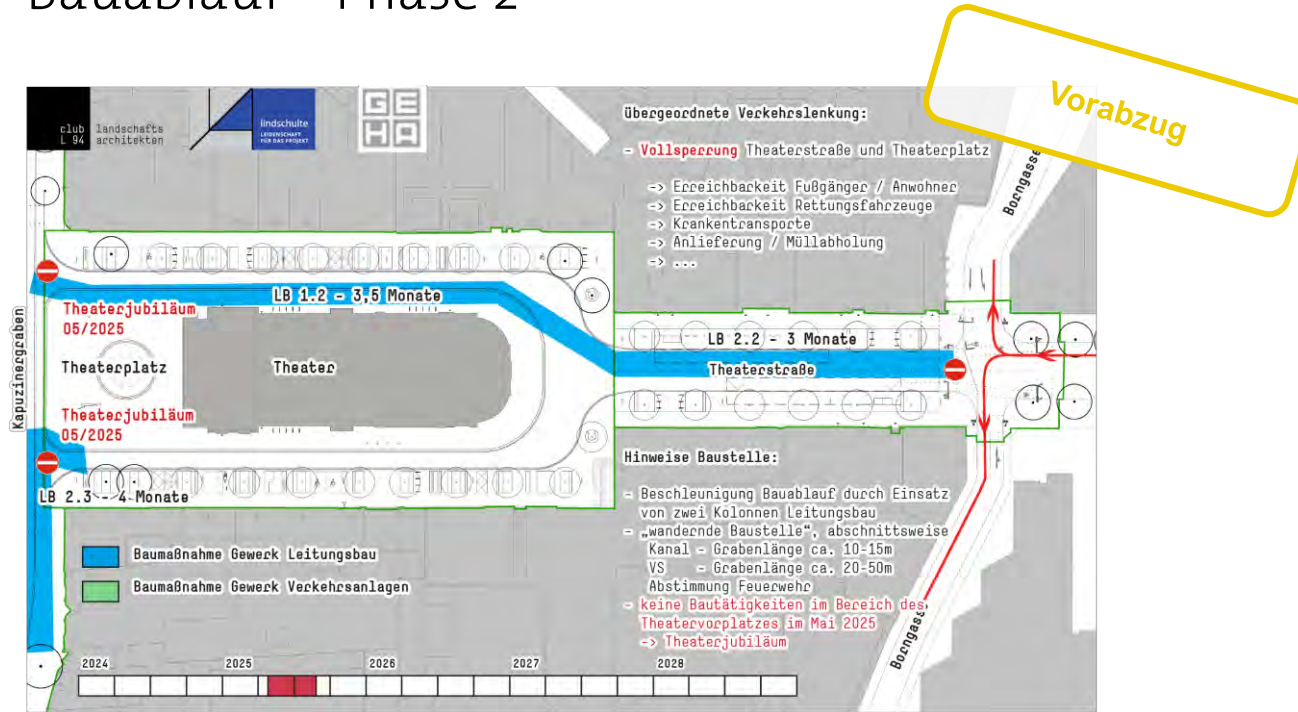 Bauablauf - Phase 2
Vorabzug
club
L 94
landschafts
architekten
lindschulte
LEIDENSCHAFT
FÜR DAS PROJEKT
GE
HA
übergeordnete Verkehrslenkung:
- Vollsperrung Theaterstraße und Theaterplatz
-> Erreichbarkeit Fußgänger / Anwohner
-> Erreichbarkeit Rettungsfahrzeuge
-> Krankentransporte
-> Anlieferung / Müllabholung
-> ...
Borngasse
LB 1.2 - 3,5 Monate
Theaterjubiläum
05/2025
Kapuzinergraben
Theaterplatz
Theater
LB 2.2 - 3 Monate
Theaterstraße
Theaterjubiläum
05/2025
LB 2.3 - 4 Monate
Hinweise Baustelle:
- Beschleunigung Bauablauf durch Einsatz
von zwei Kolonnen Leitungsbau
- „wandernde Baustelle“, abschnittsweise
Kanal - Grabenlänge ca. 10-15m
VS - Grabenlänge ca. 20-50m
Abstimmung Feuerwehr
- keine Bautätigkeiten im Bereich des
Theatervorplatzes im Mai 2025
-> Theaterjubiläum
Borngasse
Baumaßnahme Gewerk Leitungsbau
Baumaßnahme Gewerk Verkehrsanlagen
2024 2025 2026 2027 2028